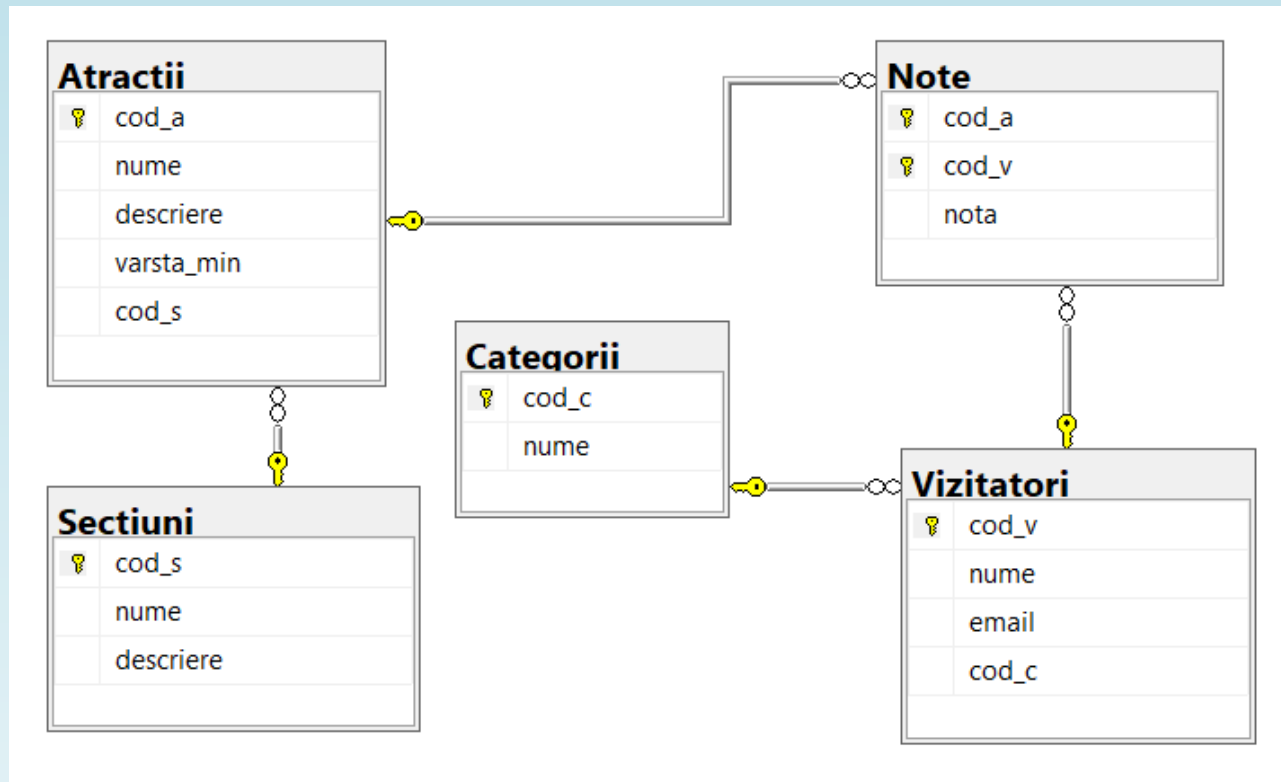 Atractii
cod_a
nume
descriere
varsta_min
cod_s
Note
cod_a
cod_v
nota
Categorii
cod_c
nume
Sectiuni
cod_s
nume
descriere
Vizitatori
cod_v
nume
email
cod_c